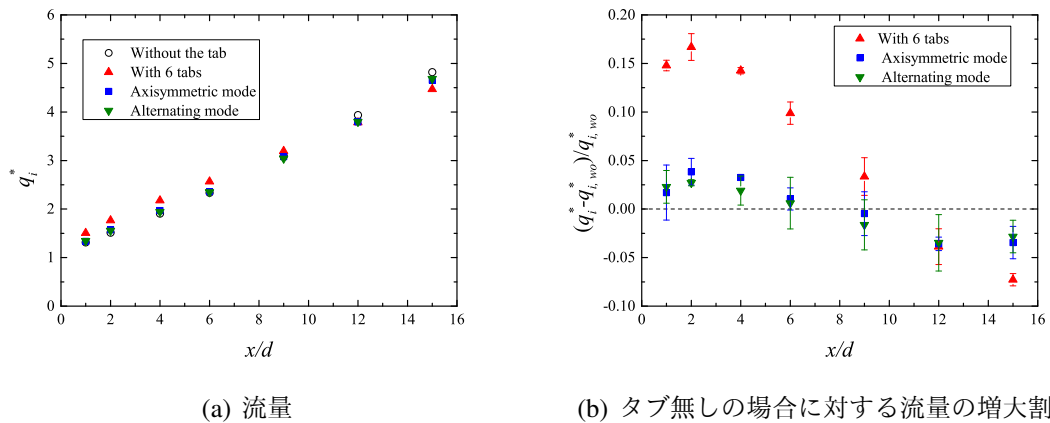 6
5
4
3
2
1
0
0 2 4 6 8 10 12 14 16
q*i
x/d
Without the tab
With 6 tabs
Axisymmetric mode
Alternating mode
(a) 流量
0.20
0.15
0.10
0.05
0.00
-0.05
-0.10
0 2 4 6 8 10 12 14 16
(q*i-q*i, wo)/q*i, wo
x/d
With 6 tabs
Axisymmetric mode
Alternating mode
(b) タブ無しの場合に対する流量の増大割